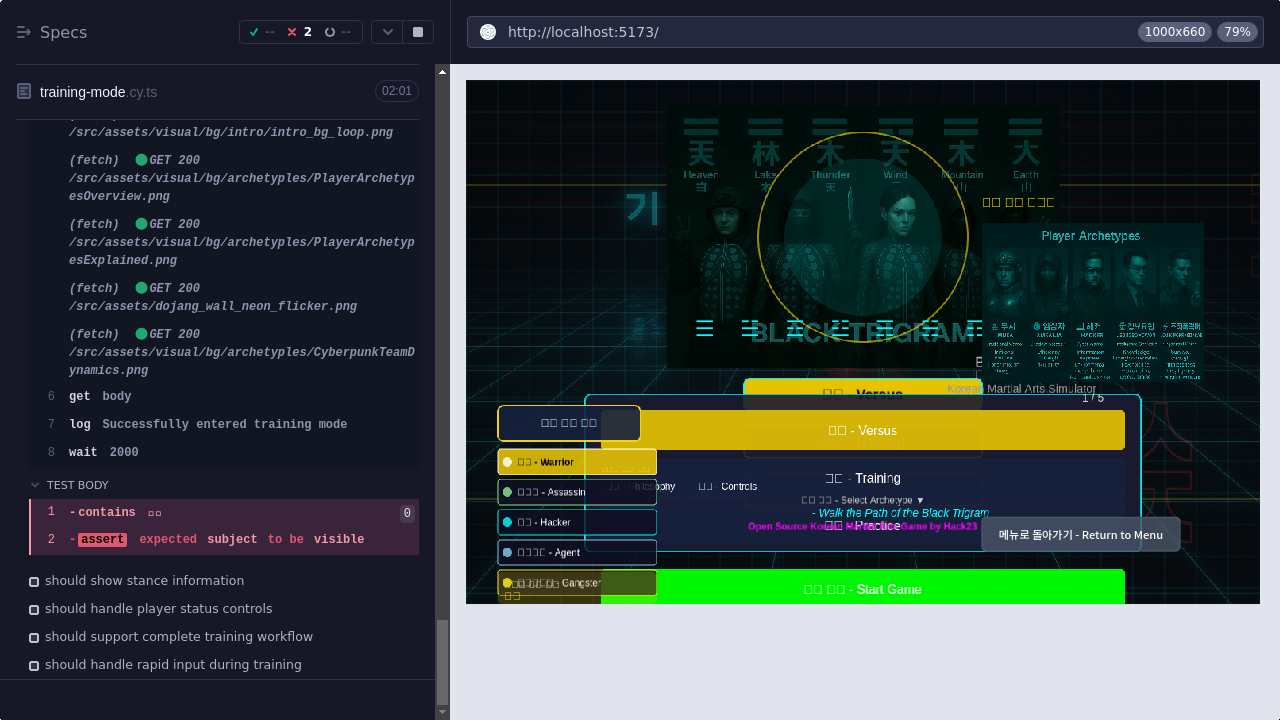 Specs
--
2
--
http://localhost:5173/
1000x660
79%
training-mode.cy.ts
02:01
/src/assets/visual/bg/intro/intro_bg_loop.png
(fetch) GET 200
/src/assets/visual/bg/archetyples/PlayerArchetyp
esOverview.png
(fetch) GET 200
/src/assets/visual/bg/archetyples/PlayerArchetyp
esExplained.png
(fetch) GET 200
/src/assets/dojang_wall_neon_flicker.png
(fetch) GET 200
/src/assets/visual/bg/archetyples/CyberpunkTeamD
ynamics.png
6 get body
7 log Successfully entered training mode
8 wait 2000
TEST BODY
1 -contains
0
2 -assert expected subject to be visible
should show stance information
should handle player status controls
should support complete training workflow
should handle rapid input during training
天 林 木 天 木 大
Heaver Lake Thunder Wind Mountain Earth
기
Player Archetypes
BLACK TRIGRAM
Korean Martial Arts Simulator
1 / 5
- Versus
- Versus
- Warrior
- Assassin
- Hacker
- Agent
- Gangster
- Training
- Philosophy
- Controls
- Select Archetype ▼
- Walk the Path of the Black Trigram
- Practice
Open Source Korean Martial Arts Game by Hack23
메뉴로 돌아가기 - Return to Menu
- Start Game